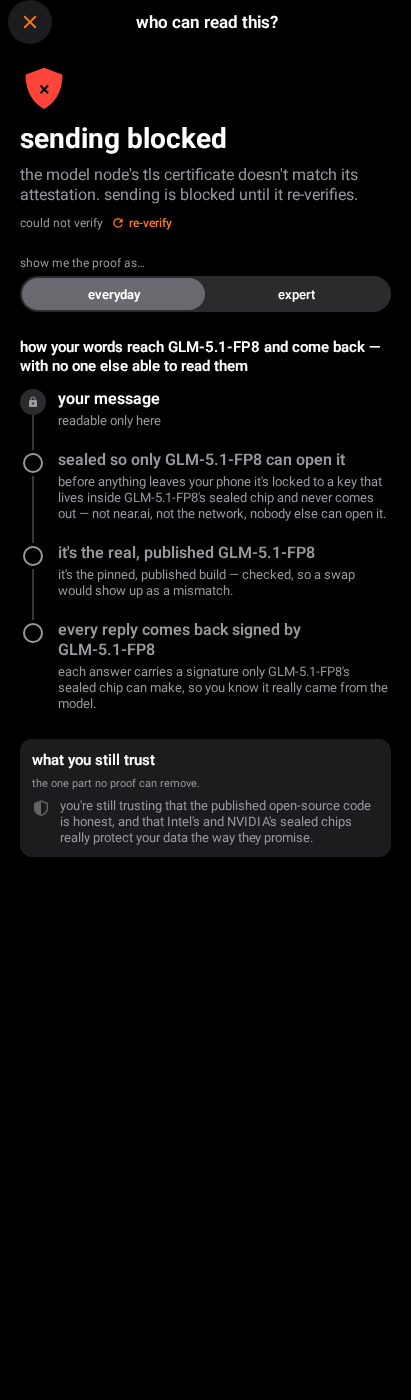 who can read this?
sending blocked
the model node's tls certificate doesn't match its
attestation. sending is blocked until it re-verifies.
could not verify re-verify
show me the proof as…
everyday expert
how your words reach GLM-5.1-FP8 and come back —
with no one else able to read them
your message
readable only here
sealed so only GLM-5.1-FP8 can open it
before anything leaves your phone it's locked to a key that
lives inside GLM-5.1-FP8's sealed chip and never comes
out — not near.ai, not the network, nobody else can open it.
it's the real, published GLM-5.1-FP8
it's the pinned, published build — checked, so a swap
would show up as a mismatch.
every reply comes back signed by
GLM-5.1-FP8
each answer carries a signature only GLM-5.1-FP8's
sealed chip can make, so you know it really came from the
model.
what you still trust
the one part no proof can remove.
you're still trusting that the published open-source code
is honest, and that Intel's and NVIDIA's sealed chips
really protect your data the way they promise.